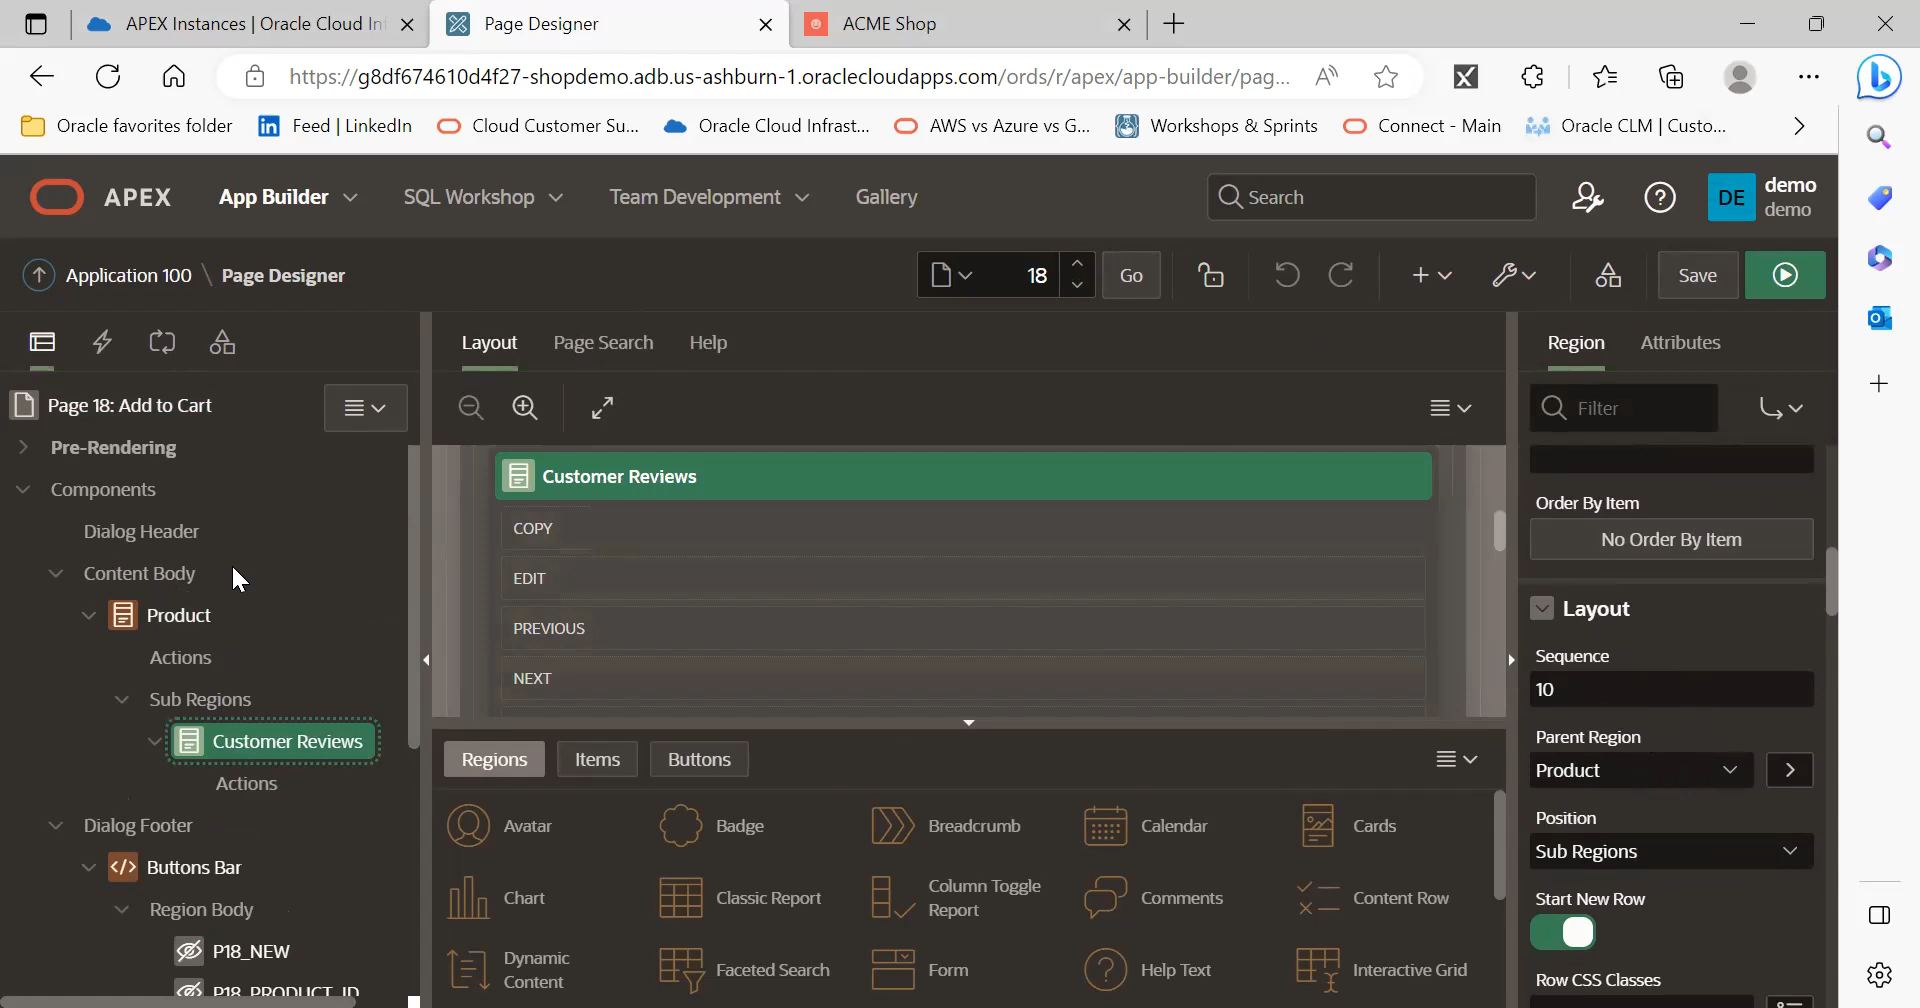 APEX Instances | Oracle Cloud In
Page Designer
ACME Shop
https://g8df674610d4f27-shopdemo.adb.us-ashburn-1.oraclecloudapps.com/ords/r/apex/app-builder/pag...
Oracle favorites folder
Feed | LinkedIn
Cloud Customer Su...
Oracle Cloud Infrast...
AWS vs Azure vs G...
Workshops & Sprints
Connect - Main
Oracle CLM | Custo...
APEX
App Builder
SQL Workshop
Team Development
Gallery
Search
DE
demo
demo
Application 100 \ Page Designer
18
Go
Save
Layout
Page Search
Help
Region
Attributes
Page 18: Add to Cart
Filter
Pre-Rendering
Components
Dialog Header
Content Body
Product
Actions
Sub Regions
Customer Reviews
Actions
Dialog Footer
Buttons Bar
Region Body
P18_NEW
P18_PRODUCT_ID
Customer Reviews
COPY
EDIT
PREVIOUS
NEXT
Regions
Items
Buttons
Avatar
Badge
Breadcrumb
Calendar
Cards
Chart
Classic Report
Column Toggle
Report
Comments
Content Row
Dynamic
Content
Faceted Search
Form
Help Text
Interactive Grid
Order By Item
No Order By Item
Layout
Sequence
10
Parent Region
Product
Position
Sub Regions
Start New Row
Row CSS Classes